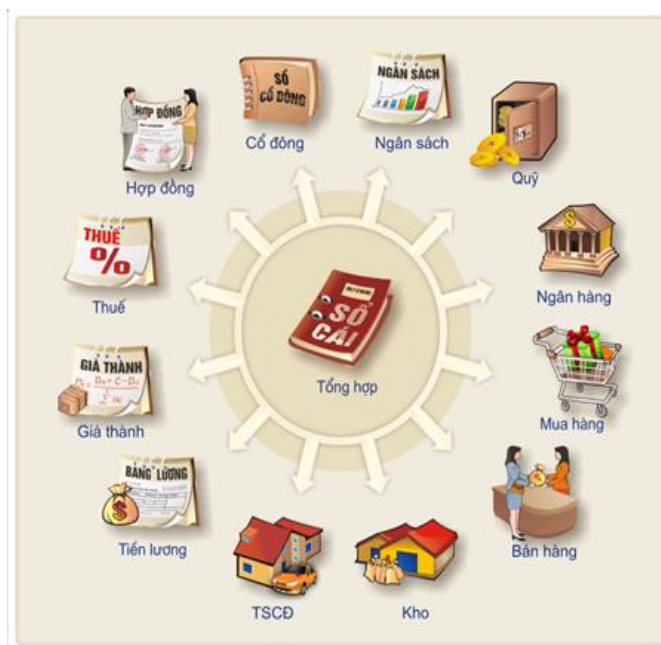 SỔ
CỔ ĐÔNG
Cổ đông
NGÂN SÁCH
Ngân sách
HỢP ĐỒNG
Hợp đồng
Quỹ
THUẾ
%
Thuế
$
Ngân hàng
SỔ
CÁI
Tổng hợp
GIÁ THÀNH
Giá thành
Mua hàng
BẢNG LƯƠNG
$
Tiền lương
Bán hàng
TSCĐ
Kho